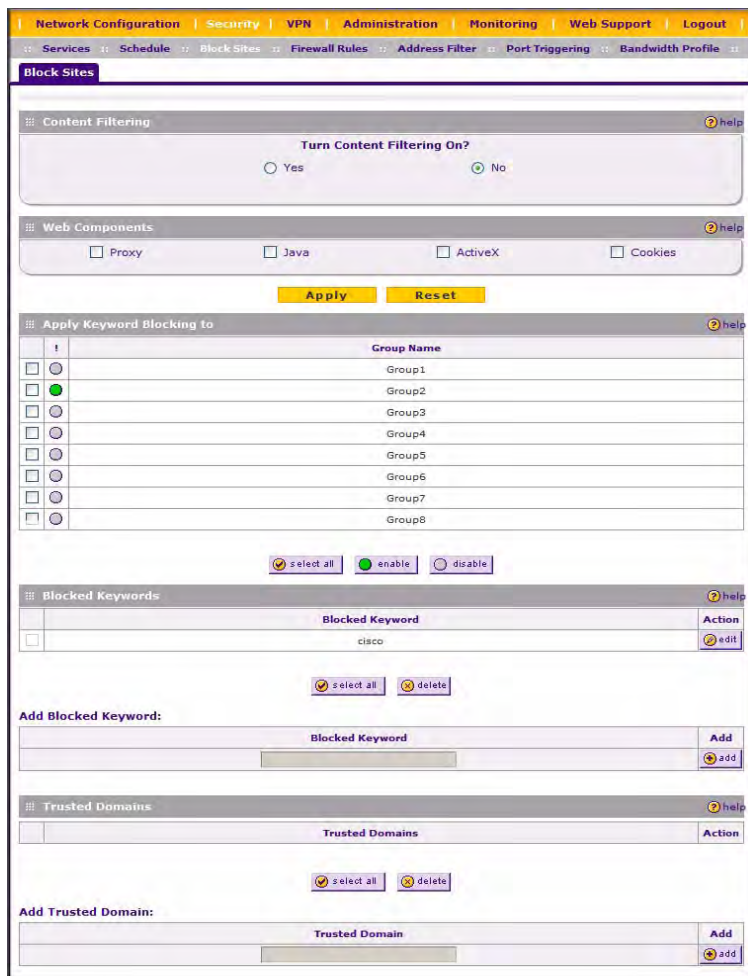 Network Configuration | Security | VPN | Administration | Monitoring | Web Support | Logout
:: Services :: Schedule :: Block Sites :: Firewall Rules :: Address Filter :: Port Triggering :: Bandwidth Profile ::
Block Sites
Content Filtering help
Turn Content Filtering On?
Yes No
Web Components help
Proxy Java ActiveX Cookies
Apply Reset
Apply Keyword Blocking to help
! Group Name
Group1
Group2
Group3
Group4
Group5
Group6
Group7
Group8
select all enable disable
Blocked Keywords help
Blocked Keyword Action
cisco edit
select all delete
Add Blocked Keyword:
Blocked Keyword Add
add
Trusted Domains help
Trusted Domains Action
select all delete
Add Trusted Domain:
Trusted Domain Add
add